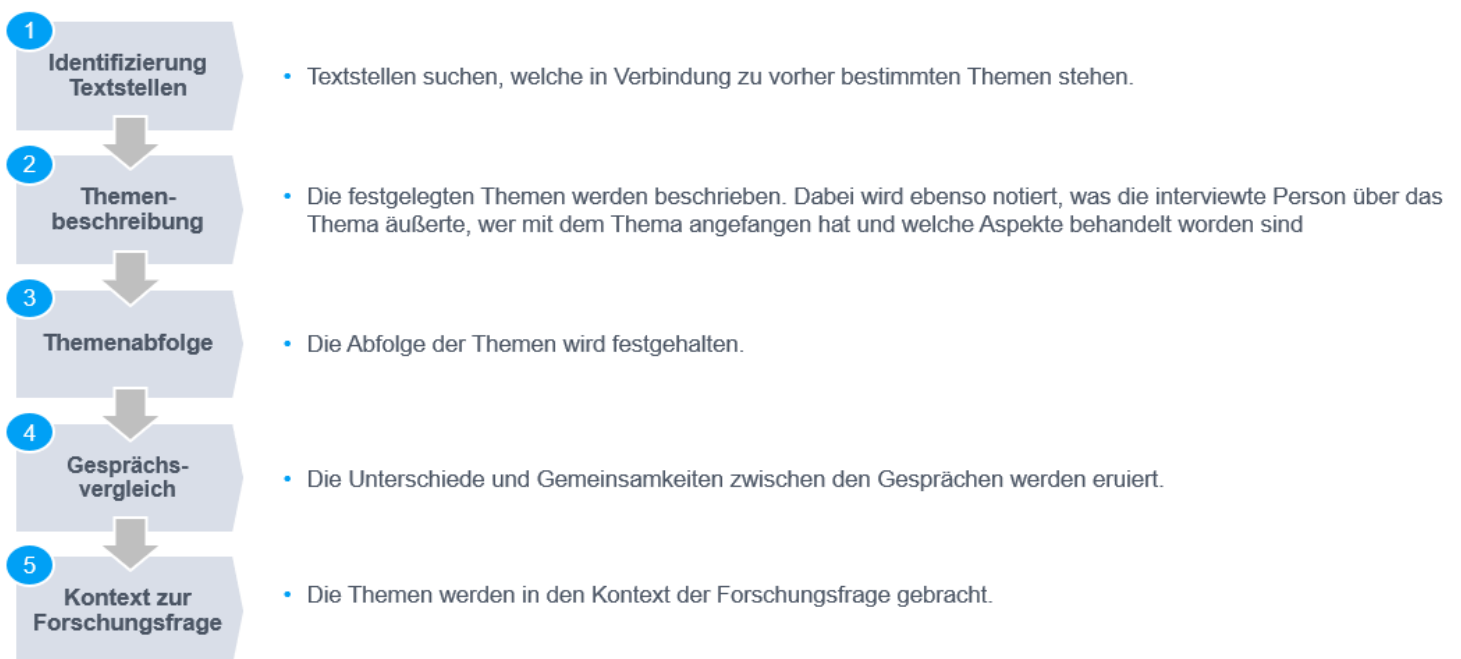 1
Identifizierung
Textstellen
• Textstellen suchen, welche in Verbindung zu vorher bestimmten Themen stehen.
2
Themen-
beschreibung
• Die festgelegten Themen werden beschrieben. Dabei wird ebenso notiert, was die interviewte Person über das
Thema äußerte, wer mit dem Thema angefangen hat und welche Aspekte behandelt worden sind
3
Themenabfolge
• Die Abfolge der Themen wird festgehalten.
4
Gesprächs-
vergleich
• Die Unterschiede und Gemeinsamkeiten zwischen den Gesprächen werden eruiert.
5
Kontext zur
Forschungsfrage
• Die Themen werden in den Kontext der Forschungsfrage gebracht.